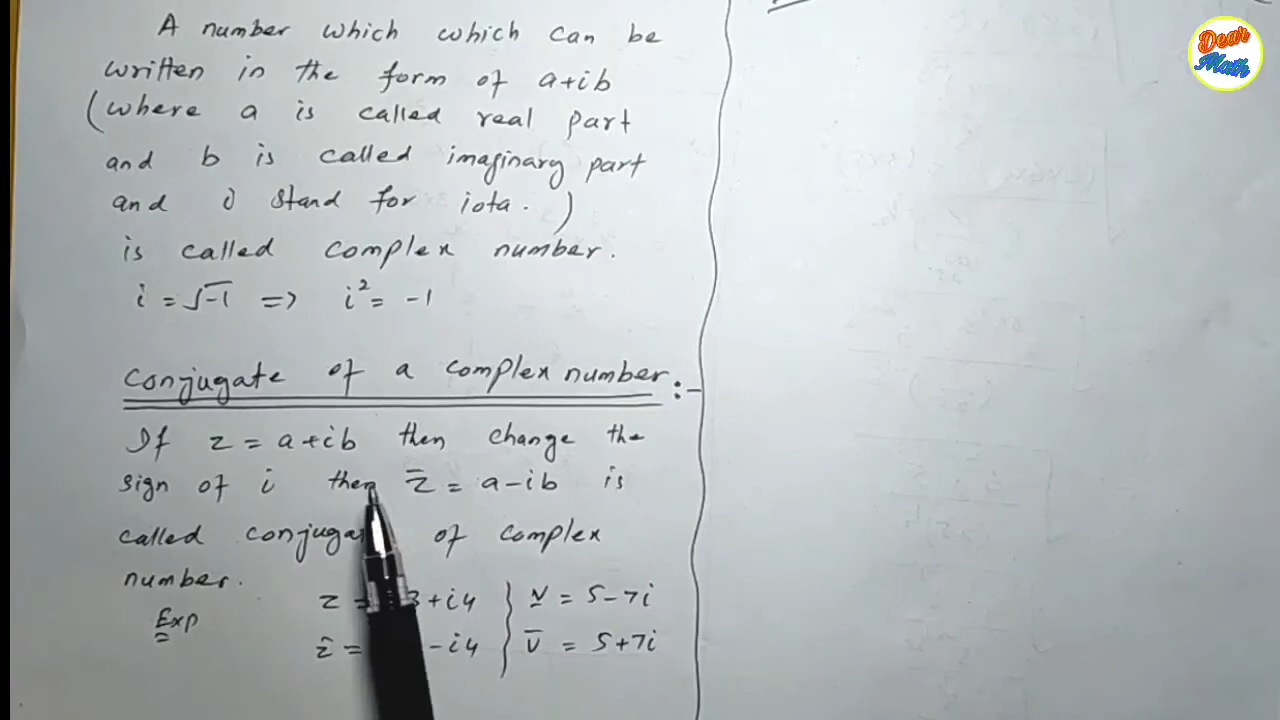 A number which which can be
written in the form of a+ib
(where a is called real part
and b is called imaginary part
and i stand for iota. )
is called complex number.
i = √-1 => i² = -1
Conjugate of a complex number :-
If z = a+ib then change the
sign of i then z̄ = a-ib is
called of complex
number.
Exp
z = 3+i4 } v = 5-7i
z̄ = -i4 } v̄ = 5+7i
Dear
Math